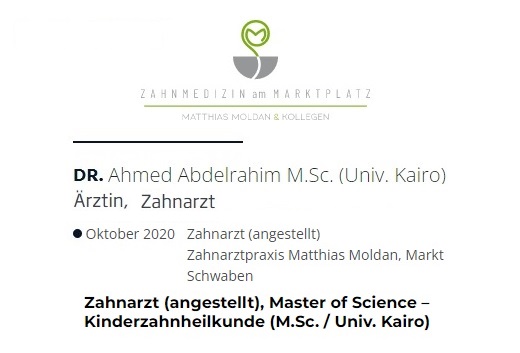 ZAHNMEDIZIN am MARKTPLATZ
MATTHIAS MOLDAN & KOLLEGEN
DR. Ahmed Abdelrahim M.Sc. (Univ. Kairo)
Ärztin, Zahnarzt
Oktober 2020 Zahnarzt (angestellt)
Zahnarztpraxis Matthias Moldan, Markt
Schwaben
Zahnarzt (angestellt), Master of Science –
Kinderzahnheilkunde (M.Sc. / Univ. Kairo)